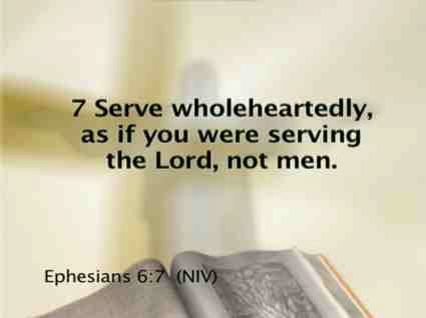 7 Serve wholeheartedly,
as if you were serving
the Lord, not men.
Ephesians 6:7 (NIV)